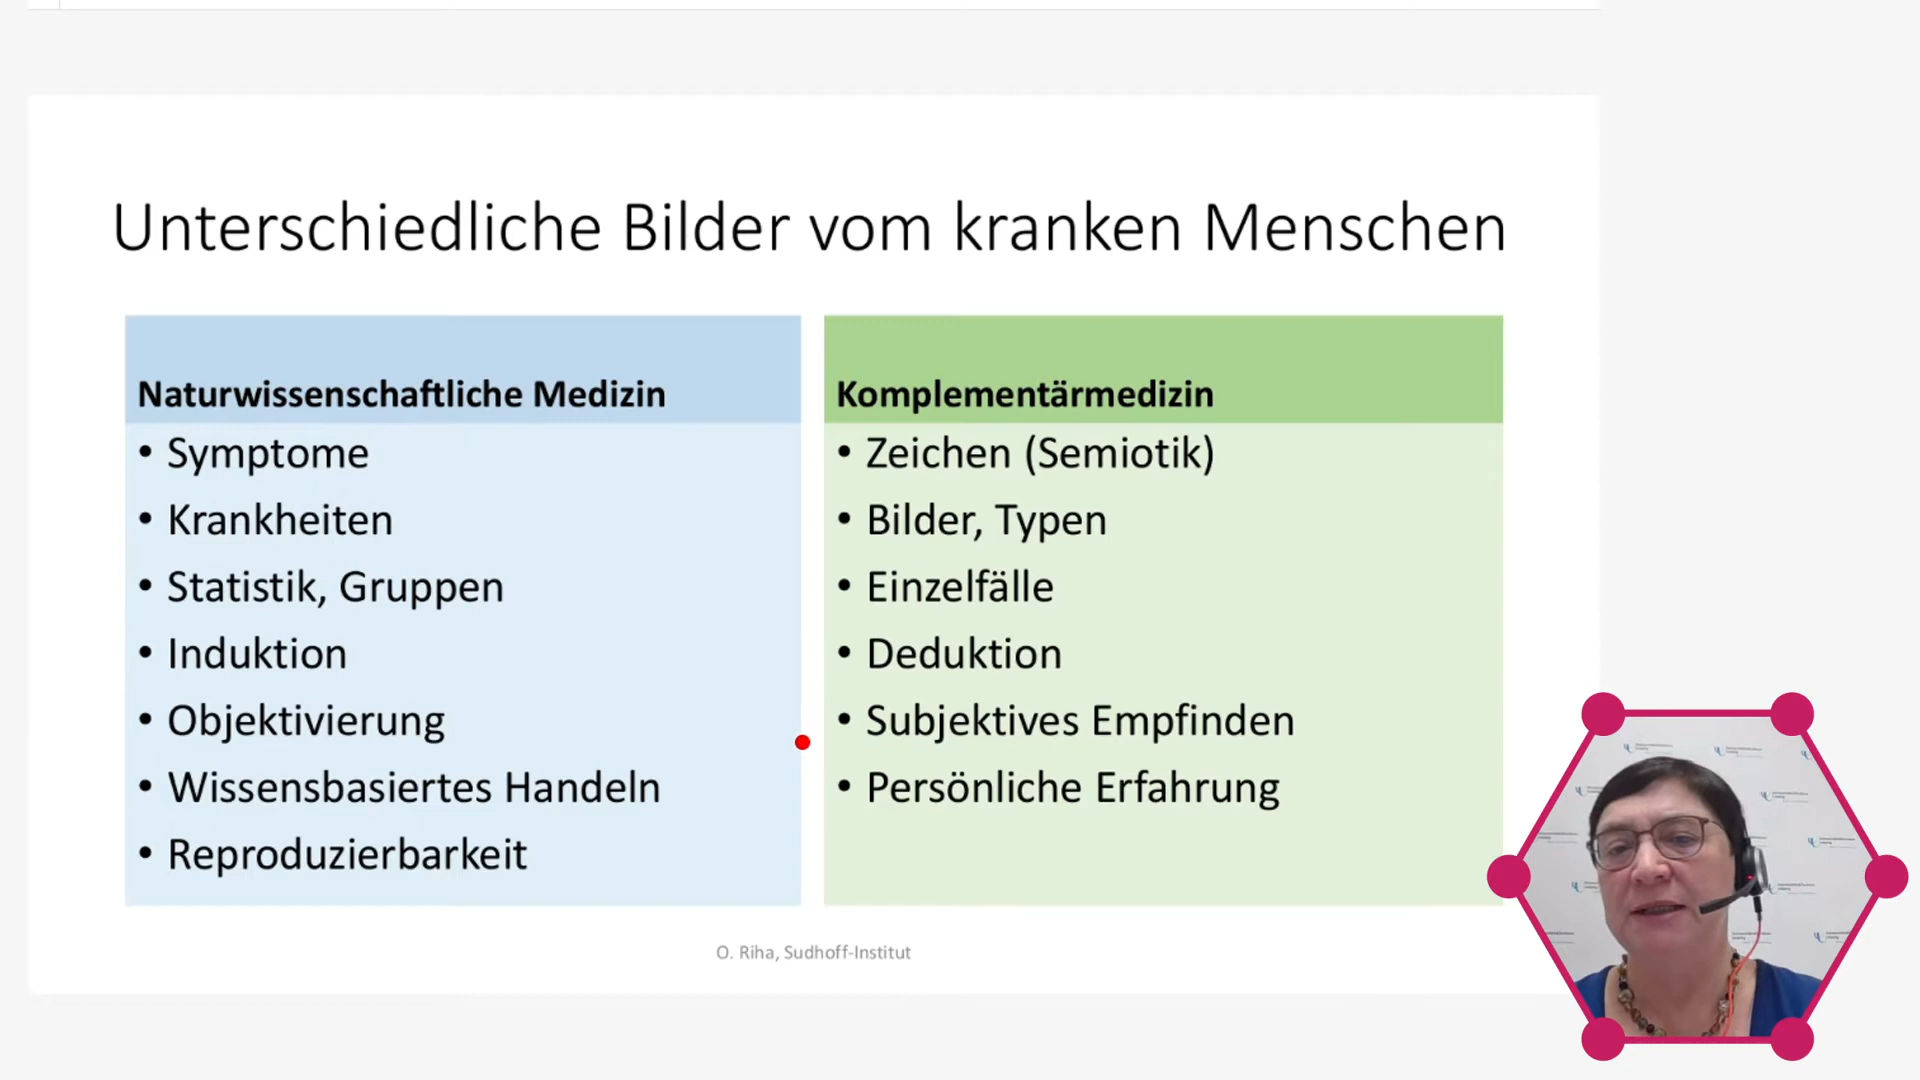 Unterschiedliche Bilder vom kranken Menschen
Naturwissenschaftliche Medizin
• Symptome
• Krankheiten
• Statistik, Gruppen
• Induktion
• Objektivierung
• Wissensbasiertes Handeln
• Reproduzierbarkeit
Komplementärmedizin
• Zeichen (Semiotik)
• Bilder, Typen
• Einzelfälle
• Deduktion
• Subjektives Empfinden
• Persönliche Erfahrung
O. Riha, Sudhoff-Institut